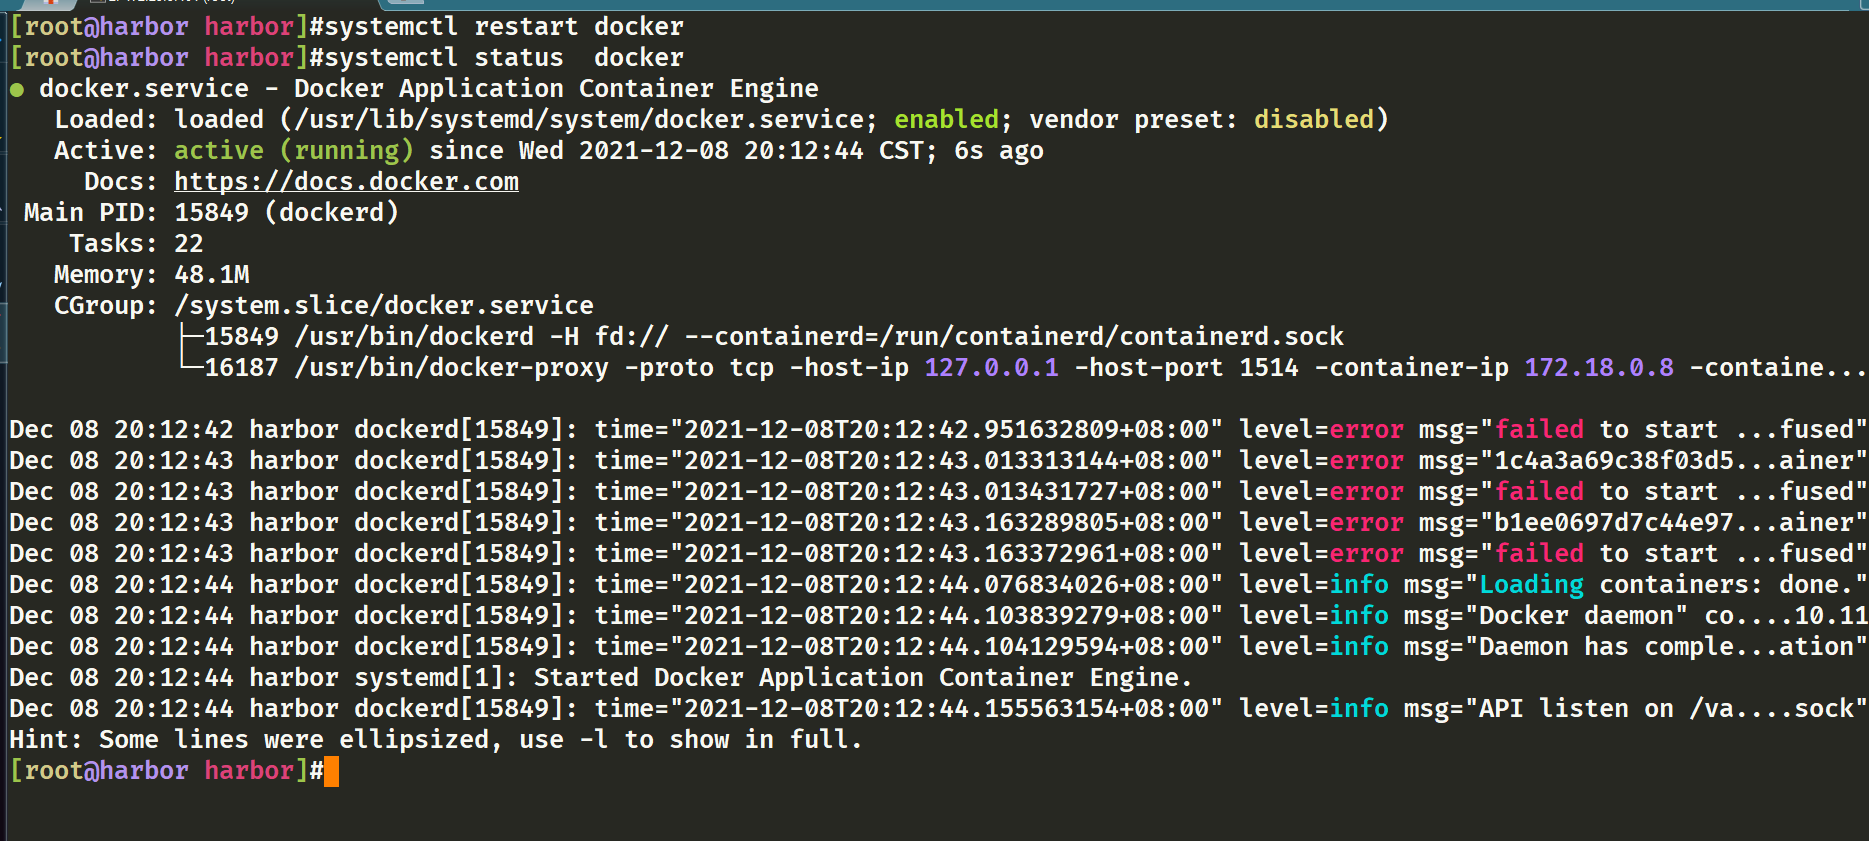 [root@harbor harbor]#systemctl restart docker
[root@harbor harbor]#systemctl status  docker
● docker.service - Docker Application Container Engine
   Loaded: loaded (/usr/lib/systemd/system/docker.service; enabled; vendor preset: disabled)
   Active: active (running) since Wed 2021-12-08 20:12:44 CST; 6s ago
     Docs: https://docs.docker.com
 Main PID: 15849 (dockerd)
    Tasks: 22
   Memory: 48.1M
   CGroup: /system.slice/docker.service
           ├─15849 /usr/bin/dockerd -H fd:// --containerd=/run/containerd/containerd.sock
           └─16187 /usr/bin/docker-proxy -proto tcp -host-ip 127.0.0.1 -host-port 1514 -container-ip 172.18.0.8 -containe...
Dec 08 20:12:42 harbor dockerd[15849]: time="2021-12-08T20:12:42.951632809+08:00" level=error msg="failed to start ...fused"
Dec 08 20:12:43 harbor dockerd[15849]: time="2021-12-08T20:12:43.013313144+08:00" level=error msg="1c4a3a69c38f03d5...ainer"
Dec 08 20:12:43 harbor dockerd[15849]: time="2021-12-08T20:12:43.013431727+08:00" level=error msg="failed to start ...fused"
Dec 08 20:12:43 harbor dockerd[15849]: time="2021-12-08T20:12:43.163289805+08:00" level=error msg="b1ee0697d7c44e97...ainer"
Dec 08 20:12:43 harbor dockerd[15849]: time="2021-12-08T20:12:43.163372961+08:00" level=error msg="failed to start ...fused"
Dec 08 20:12:44 harbor dockerd[15849]: time="2021-12-08T20:12:44.076834026+08:00" level=info msg="Loading containers: done."
Dec 08 20:12:44 harbor dockerd[15849]: time="2021-12-08T20:12:44.103839279+08:00" level=info msg="Docker daemon" co....10.11
Dec 08 20:12:44 harbor dockerd[15849]: time="2021-12-08T20:12:44.104129594+08:00" level=info msg="Daemon has comple...ation"
Dec 08 20:12:44 harbor systemd[1]: Started Docker Application Container Engine.
Dec 08 20:12:44 harbor dockerd[15849]: time="2021-12-08T20:12:44.155563154+08:00" level=info msg="API listen on /va....sock"
Hint: Some lines were ellipsized, use -l to show in full.
[root@harbor harbor]#